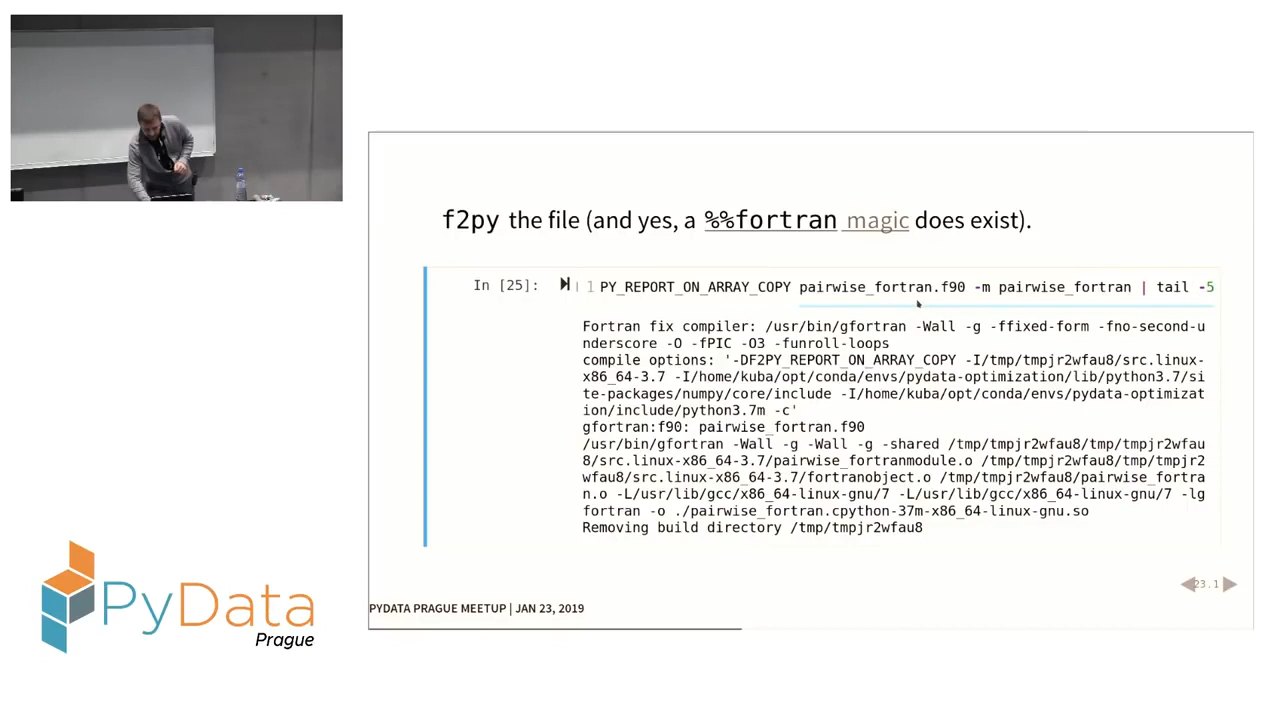 f2py the file (and yes, a %%fortran magic does exist).
In [25]:
1 PY_REPORT_ON_ARRAY_COPY pairwise_fortran.f90 -m pairwise_fortran | tail -5
Fortran fix compiler: /usr/bin/gfortran -Wall -g -ffixed-form -fno-second-u
nderscore -O -fPIC -O3 -funroll-loops
compile options: '-DF2PY_REPORT_ON_ARRAY_COPY -I/tmp/tmpjr2wfau8/src.linux-
x86_64-3.7 -I/home/kuba/opt/conda/envs/pydata-optimization/lib/python3.7/si
te-packages/numpy/core/include -I/home/kuba/opt/conda/envs/pydata-optimizat
ion/include/python3.7m -c'
gfortran:f90: pairwise_fortran.f90
/usr/bin/gfortran -Wall -g -Wall -g -shared /tmp/tmpjr2wfau8/tmp/tmpjr2wfau
8/src.linux-x86_64-3.7/pairwise_fortranmodule.o /tmp/tmpjr2wfau8/tmp/tmpjr2
wfau8/src.linux-x86_64-3.7/fortranobject.o /tmp/tmpjr2wfau8/pairwise_fortra
n.o -L/usr/lib/gcc/x86_64-linux-gnu/7 -L/usr/lib/gcc/x86_64-linux-gnu/7 -lg
fortran -o ./pairwise_fortran.cpython-37m-x86_64-linux-gnu.so
Removing build directory /tmp/tmpjr2wfau8
23.1
PYDATA PRAGUE MEETUP | JAN 23, 2019
PyData
Prague